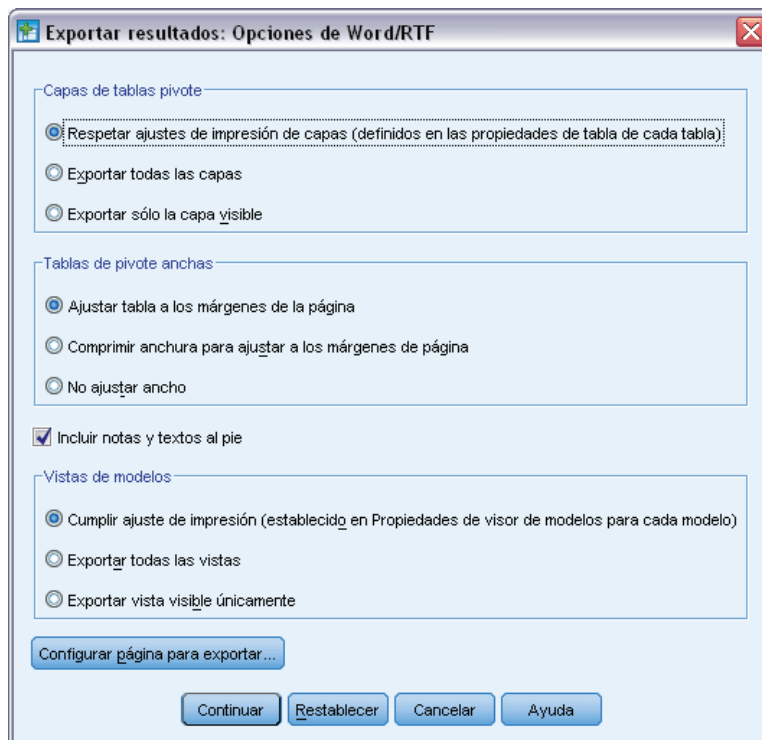 Exportar resultados: Opciones de Word/RTF
Capas de tablas pivote
Respetar ajustes de impresión de capas (definidos en las propiedades de tabla de cada tabla)
Exportar todas las capas
Exportar sólo la capa visible
Tablas de pivote anchas
Ajustar tabla a los márgenes de la página
Comprimir anchura para ajustar a los márgenes de página
No ajustar ancho
Incluir notas y textos al pie
Vistas de modelos
Cumplir ajuste de impresión (establecido en Propiedades de visor de modelos para cada modelo)
Exportar todas las vistas
Exportar vista visible únicamente
Configurar página para exportar...
Continuar Restablecer Cancelar Ayuda